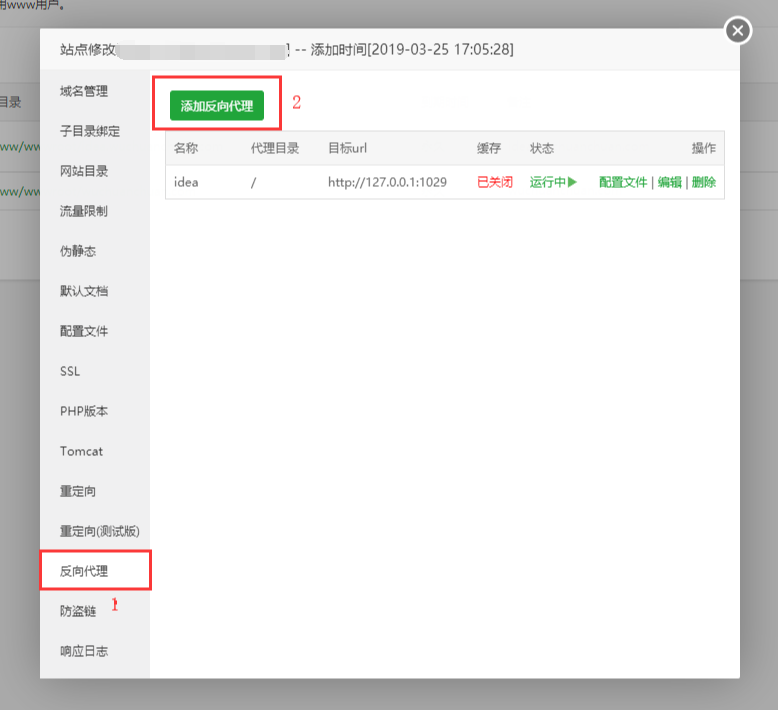 用www用户。
站点修改 ] -- 添加时间[2019-03-25 17:05:28]
域名管理
子目录绑定
网站目录
流量限制
伪静态
默认文档
配置文件
SSL
PHP版本
Tomcat
重定向
重定向(测试版)
反向代理
防盗链
响应日志
1
添加反向代理
2
名称 代理目录 目标url 缓存 状态 操作
idea / http://127.0.0.1:1029 已关闭 运行中 配置文件 | 编辑 | 删除
目录
ww/ww
ww/ww